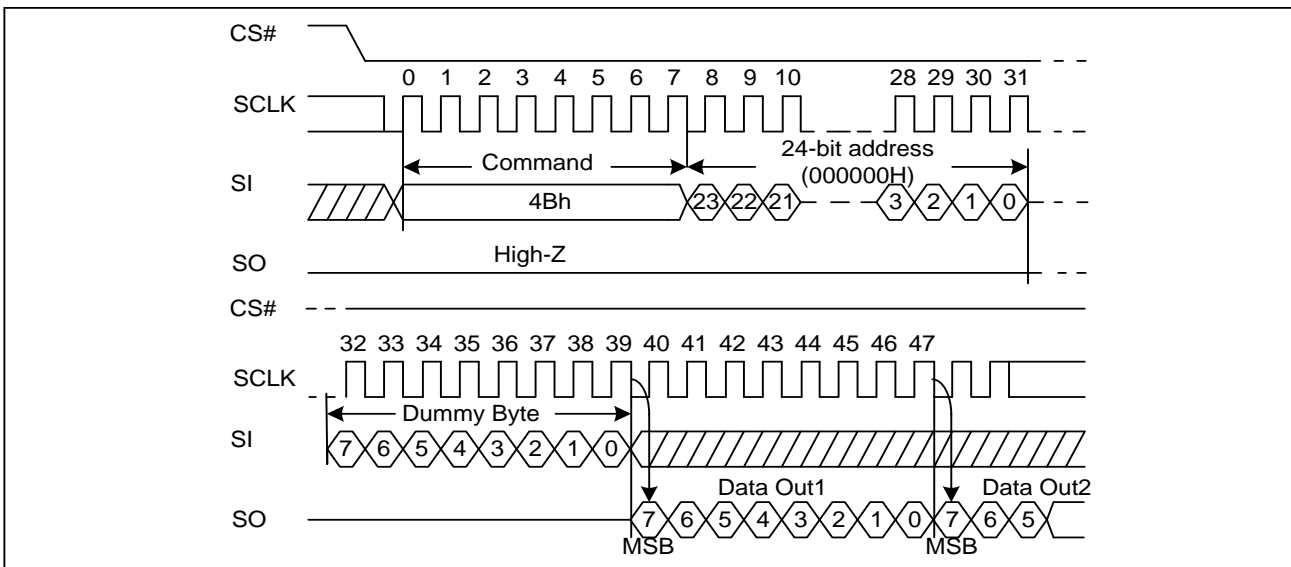 CS#
0 1 2 3 4 5 6 7 8 9 10 28 29 30 31
SCLK
Command
24-bit address
(000000H)
SI
4Bh
23 22 21 3 2 1 0
High-Z
SO
CS#
32 33 34 35 36 37 38 39 40 41 42 43 44 45 46 47
SCLK
Dummy Byte
SI
7 6 5 4 3 2 1 0
Data Out1 Data Out2
SO
7 6 5 4 3 2 1 0 7 6 5
MSB MSB